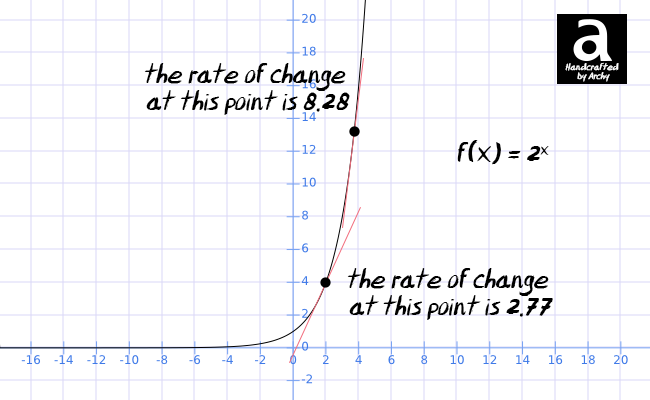 20
18
a
Handcrafted
by Archy
the rate of change
16
at this point is 8.28
14
f(x) = 2ˣ
12
10
8
6
the rate of change
4
at this point is 2.77
2
0
-16 -14 -12 -10 -8 -6 -4 -2 0 2 4 6 8 10 12 14 16 18 20
-2